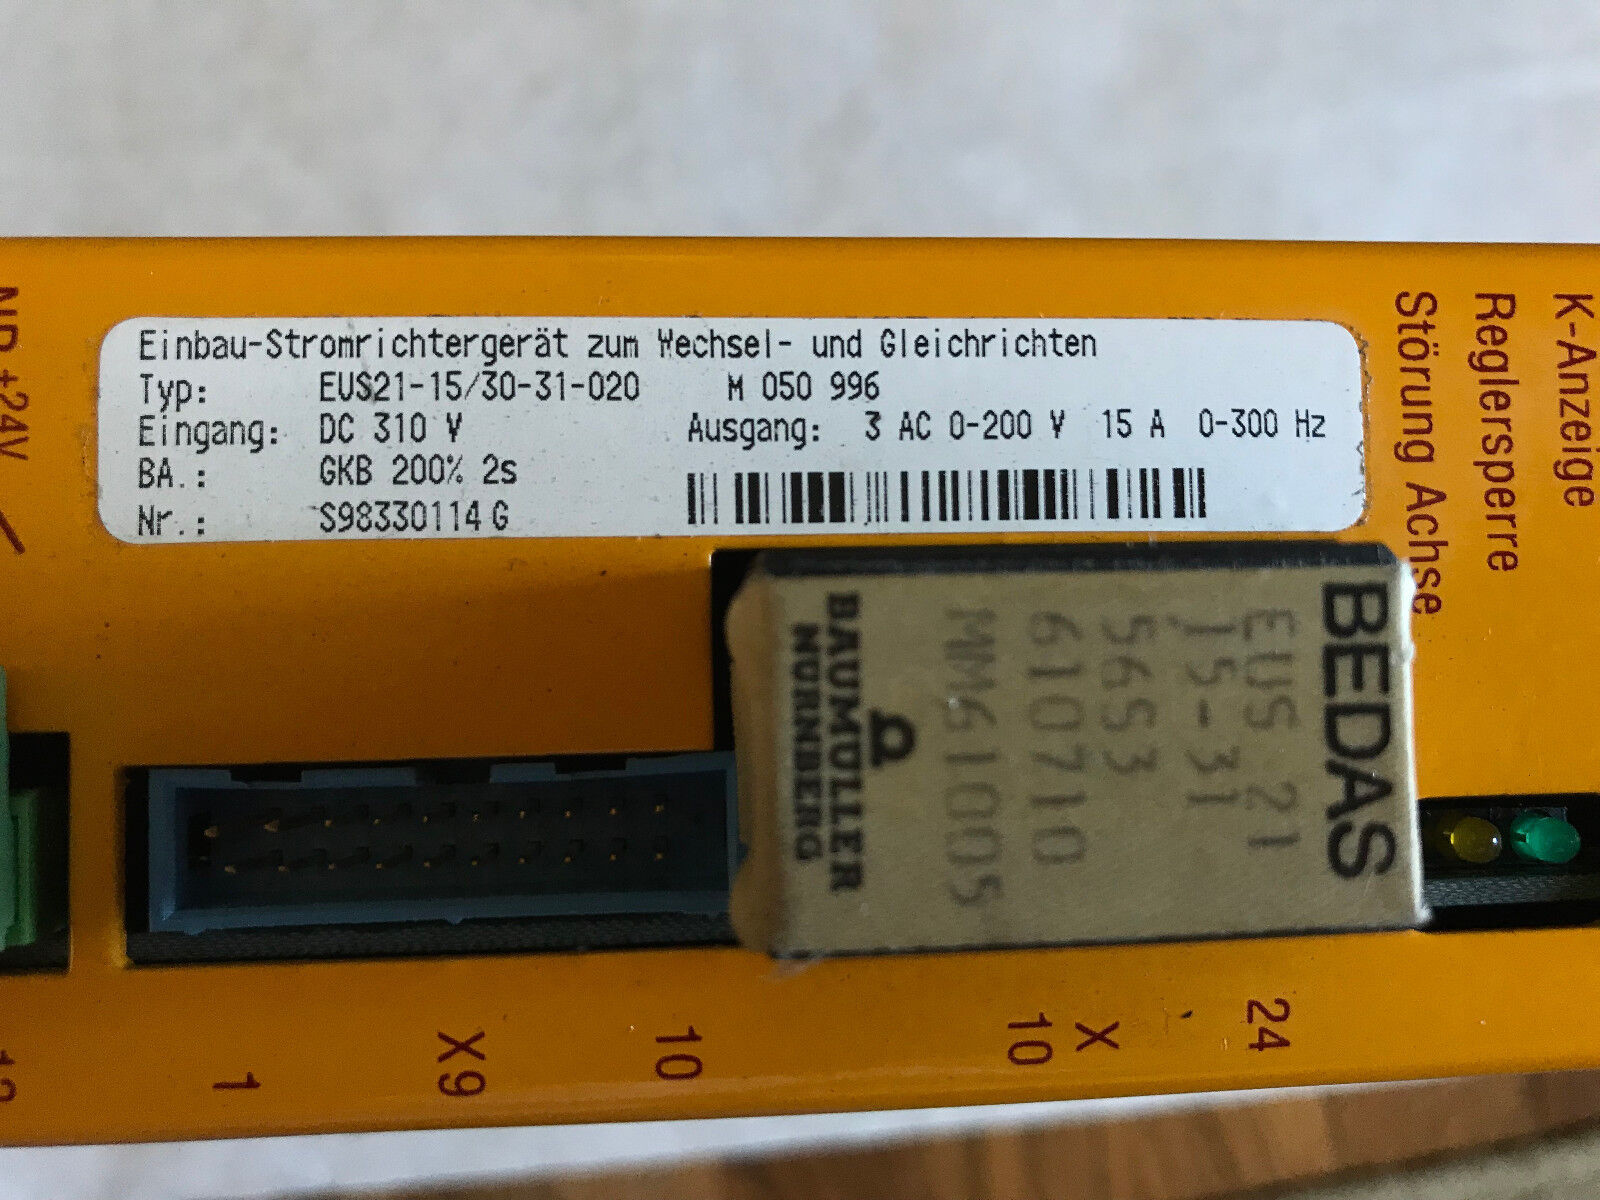 Einbau-Stromrichtergerät zum Wechsel- und Gleichrichten
Typ: EUS21-15/30-31-020 M 050 996
Eingang: DC 310 V Ausgang: 3 AC 0-200 V 15 A 0-300 Hz
BA.: GKB 200% 2s
Nr.: S98330114 G
K-Anzeige
Reglersperre
Störung Achse
+24V
BEDAS
EUS 21
15-31
5653
610710
MM61005
BAUMÜLLER
NÜRNBERG
1
X9
10
10
X
24